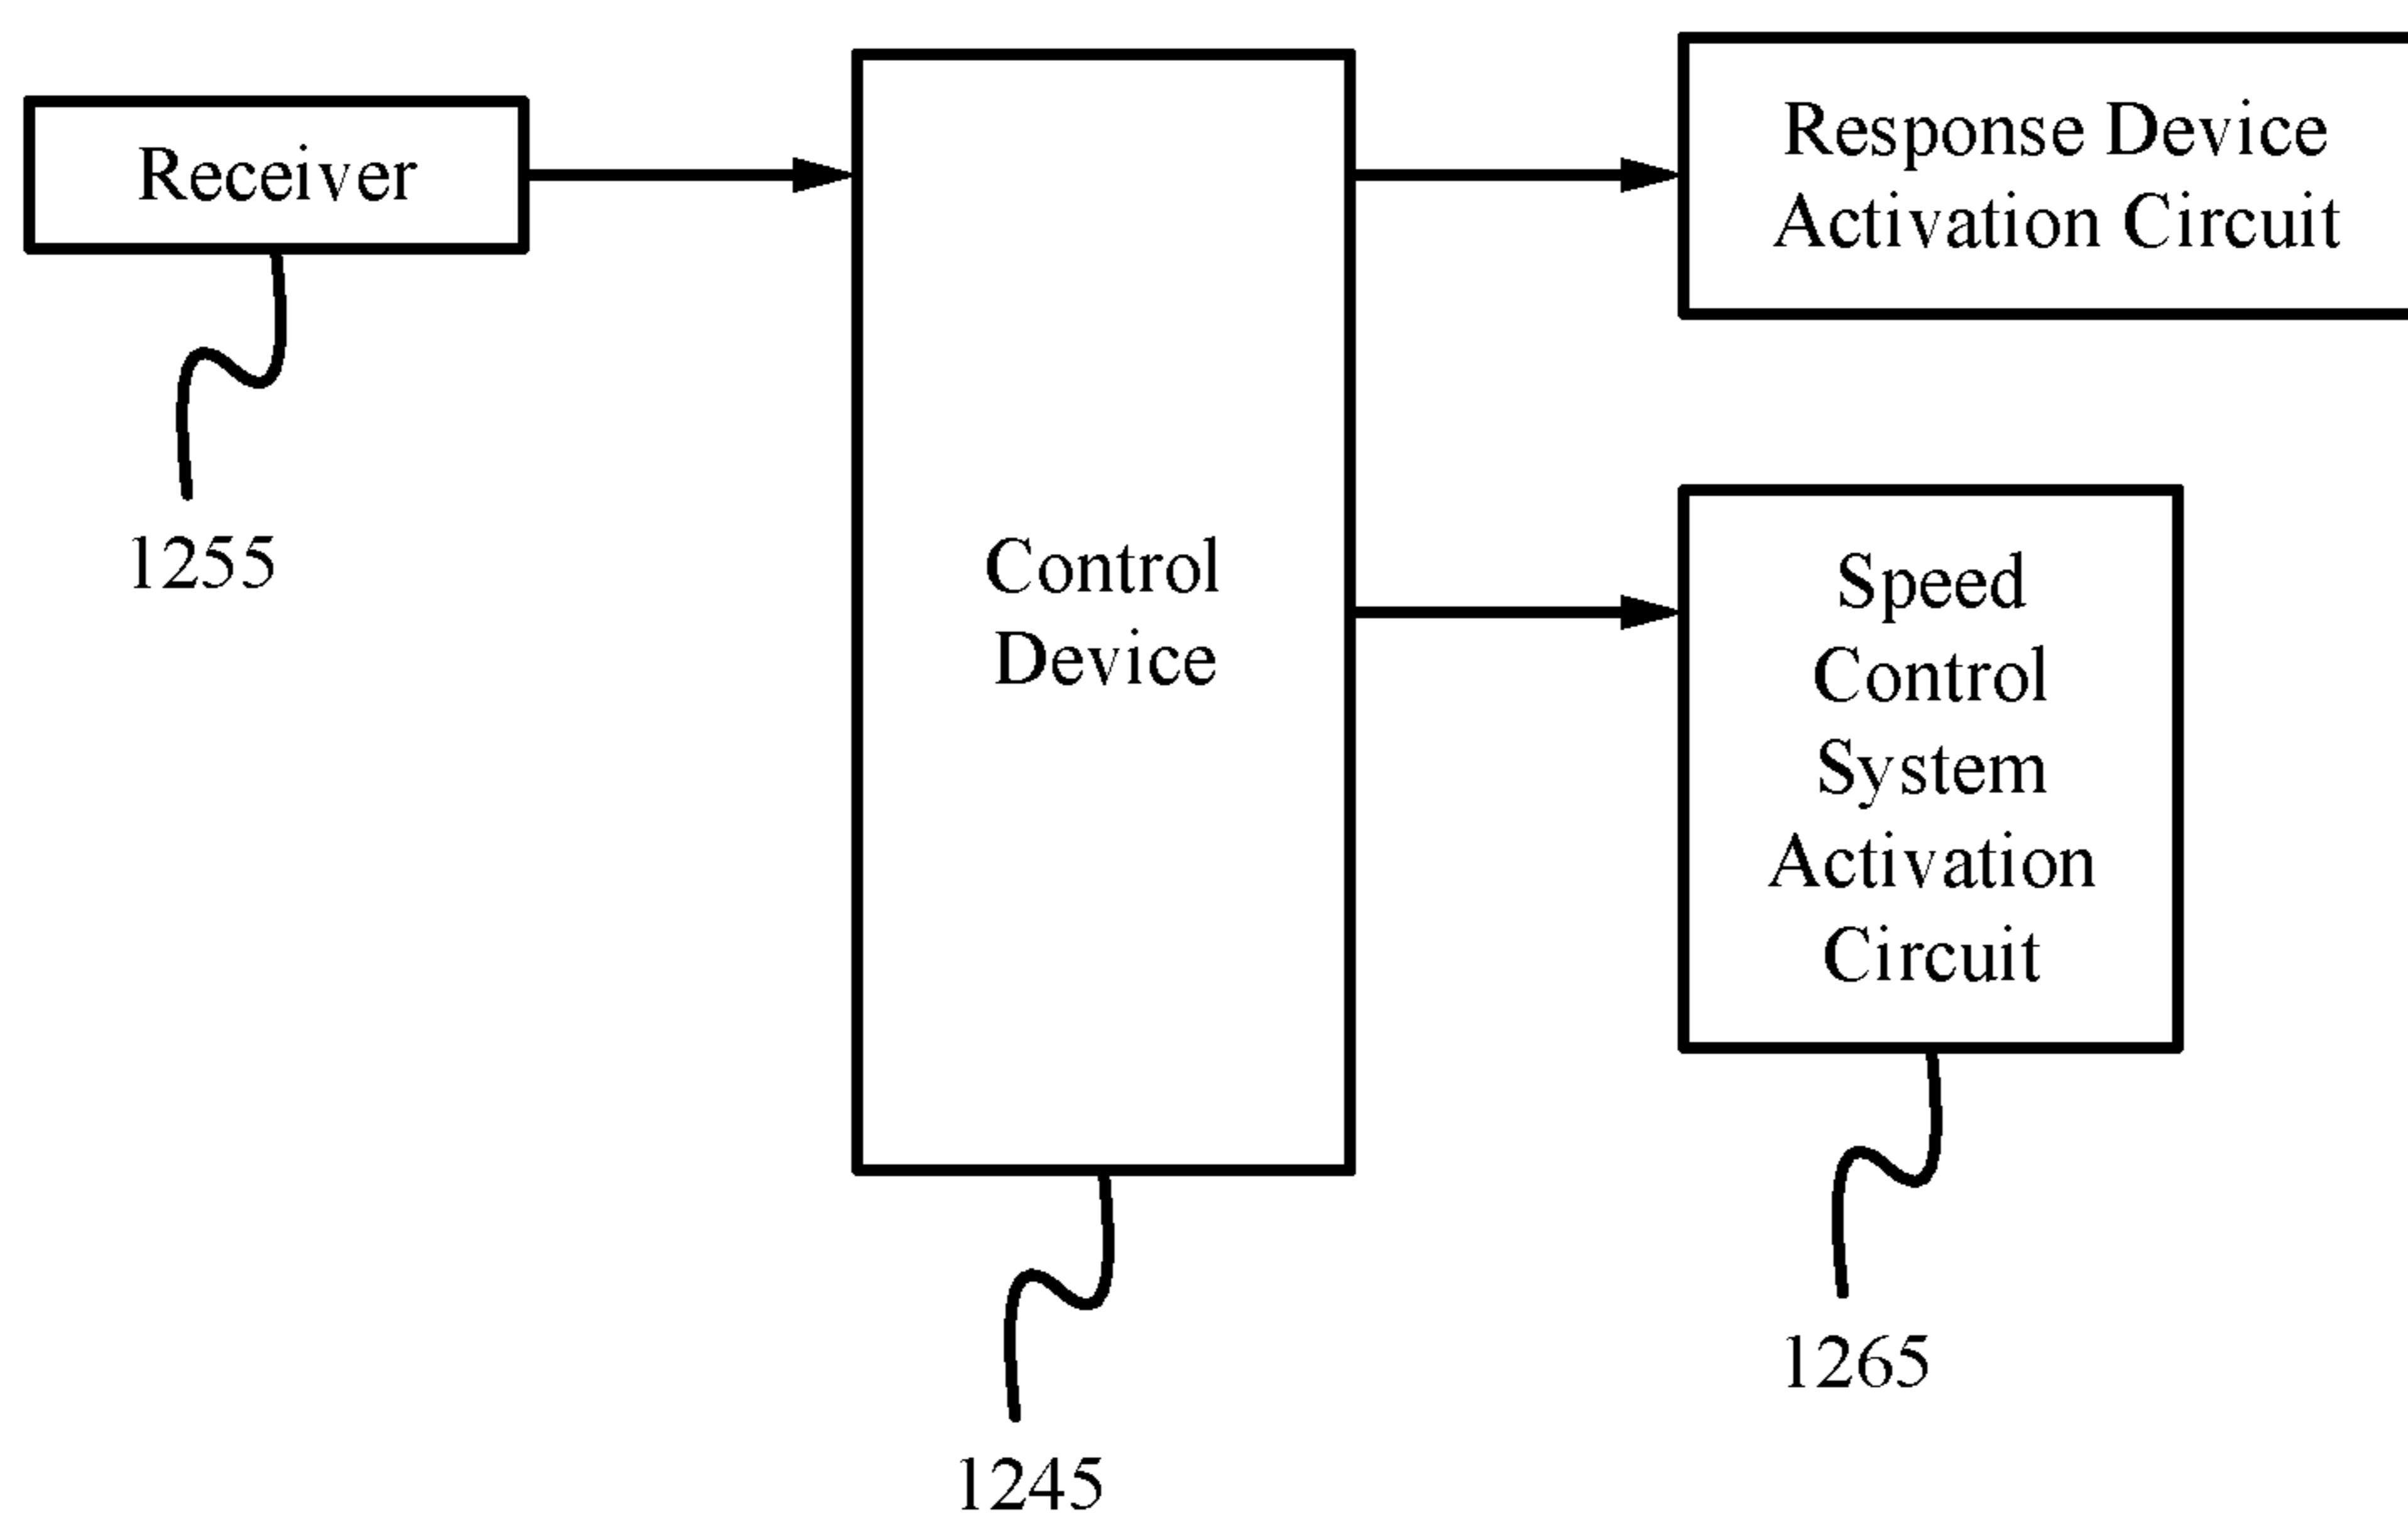 Receiver
1255
Control
Device
1245
Response Device
Activation Circuit
Speed
Control
System
Activation
Circuit
1265